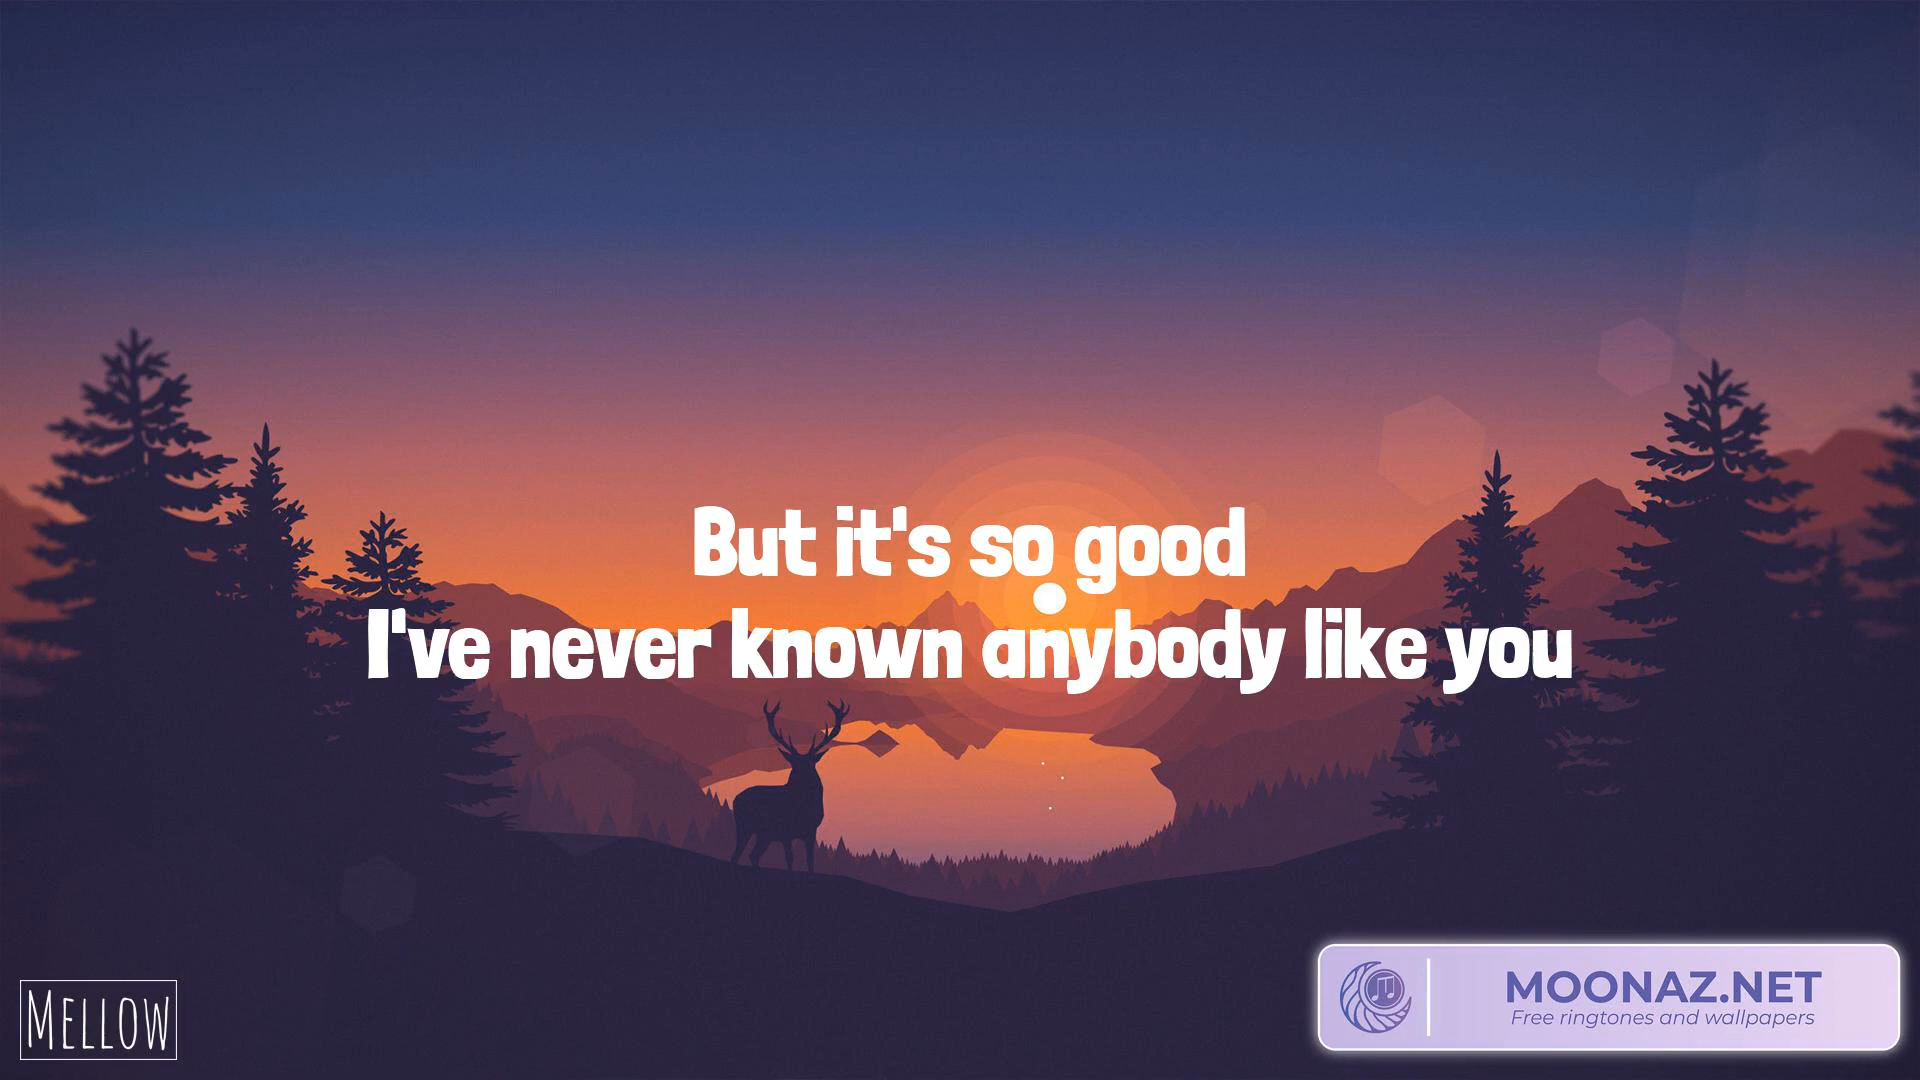 But it's so good
I've never known anybody like you
MELLOW
MOONAZ.NET
Free ringtones and wallpapers